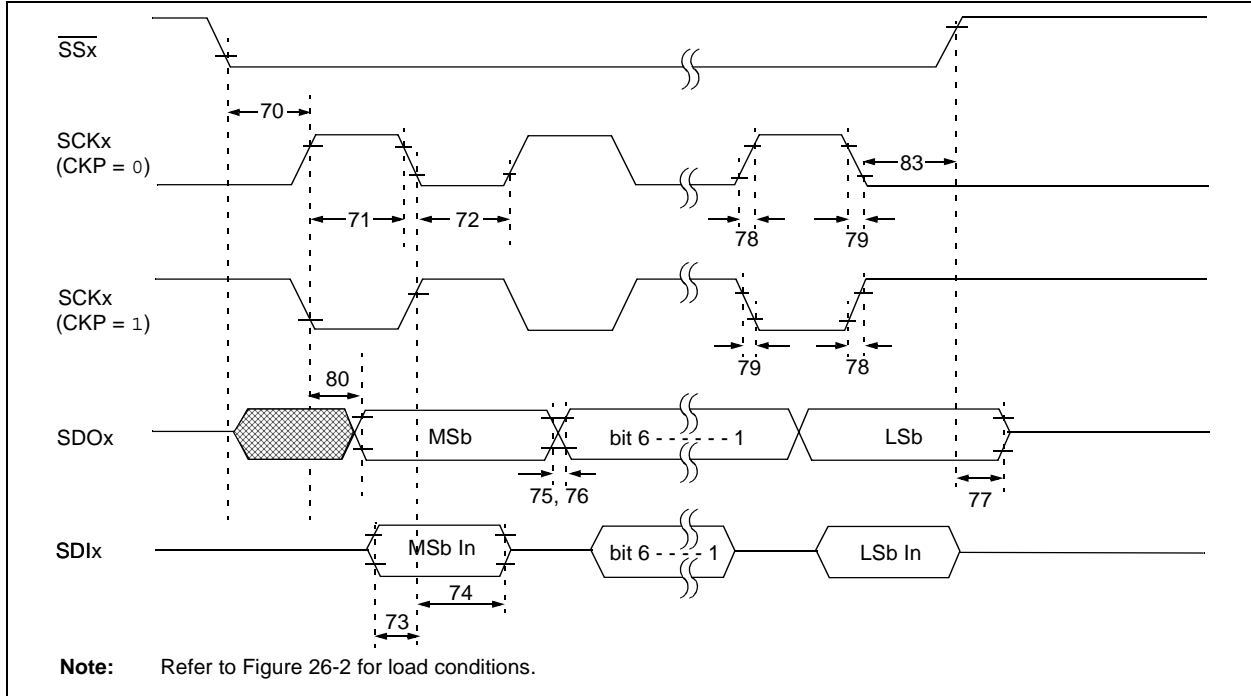 SSx
70
SCKx
(CKP = 0)
83
71
72
78
79
SCKx
(CKP = 1)
79
78
80
SDOx
MSb
bit 6 - - - - - - 1
LSb
75, 76
77
SDIx
MSb In
bit 6 - - - - 1
LSb In
74
73
Note: Refer to Figure 26-2 for load conditions.